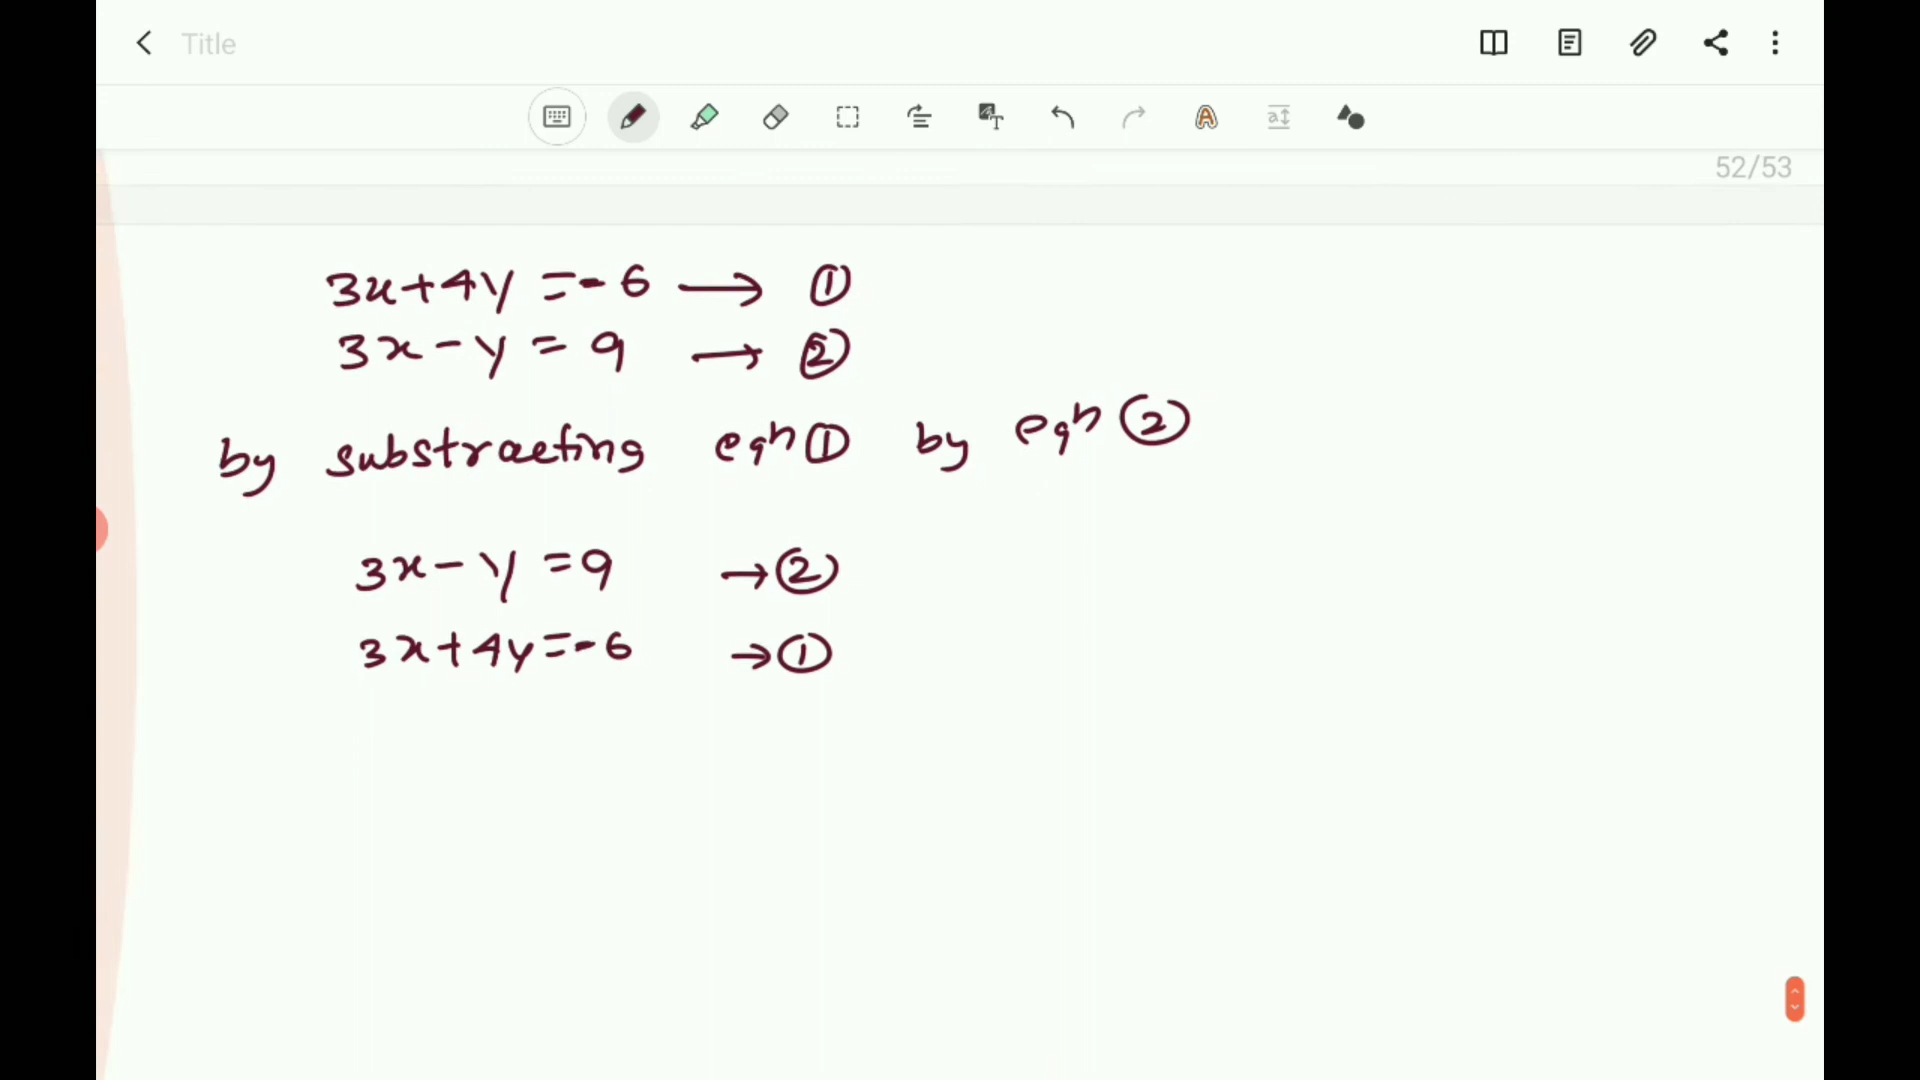 Title
52/53
3x+4y =-6 → ①
3x-y = 9 → ②
by substracting eqn ① by eqn ②
3x-y =9 → ②
3x+4y=-6 → ①